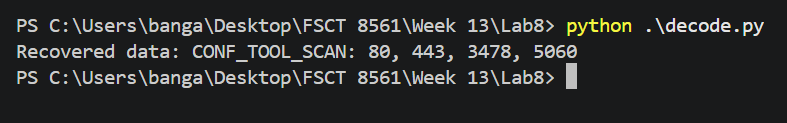 PS C:\Users\banga\Desktop\FSCT 8561\Week 13\Lab8> python .\decode.py
Recovered data: CONF_TOOL_SCAN: 80, 443, 3478, 5060
PS C:\Users\banga\Desktop\FSCT 8561\Week 13\Lab8>